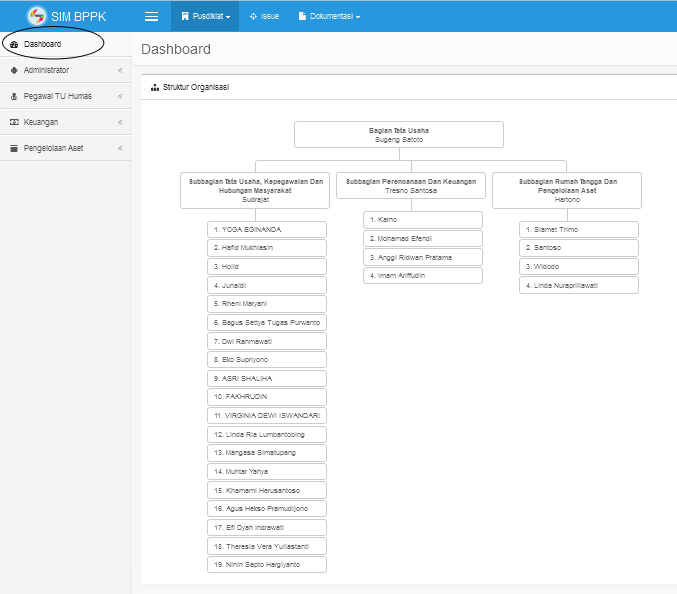 SIM BPPK
Pusdiklat
Issue
Dokumentasi
Dashboard
Administrator
Pegawai TU Humas
Keuangan
Pengelolaan Aset
Dashboard
Struktur Organisasi
Bagian Tata Usaha
Sugeng Satoto
Subbagian Tata Usaha, Kepegawaian Dan
Hubungan Masyarakat
Sudrajat
1. YOGA EGINANDA
2. Hafid Mukhlasin
3. Holid
4. Junaidi
5. Rheni Maryani
6. Bagus Settya Tugas Purwanto
7. Dwi Rahmawati
8. Eko Supriyono
9. ASRI SHALIHA
10. FAKHRUDIN
11. VIRGINIA DEWI ISWANDARI
12. Linda Ria Lumbantobing
13. Mangasa Simatupang
14. Muhtar Yahya
15. Khamami Herusantoso
16. Agus Hekso Pramudijono
17. Efi Dyah Indrawati
18. Theresia Vera Yuliastanti
19. Ninin Sapto Hargiyanto
Subbagian Perencanaan Dan Keuangan
Tresno Santosa
1. Karno
2. Mohamad Efendi
3. Anggi Ridwan Pratama
4. Imam Ariffudin
Subbagian Rumah Tangga Dan
Pengelolaan Aset
Hartono
1. Slamet Trimo
2. Santoso
3. Widodo
4. Linda Nurapriliawati